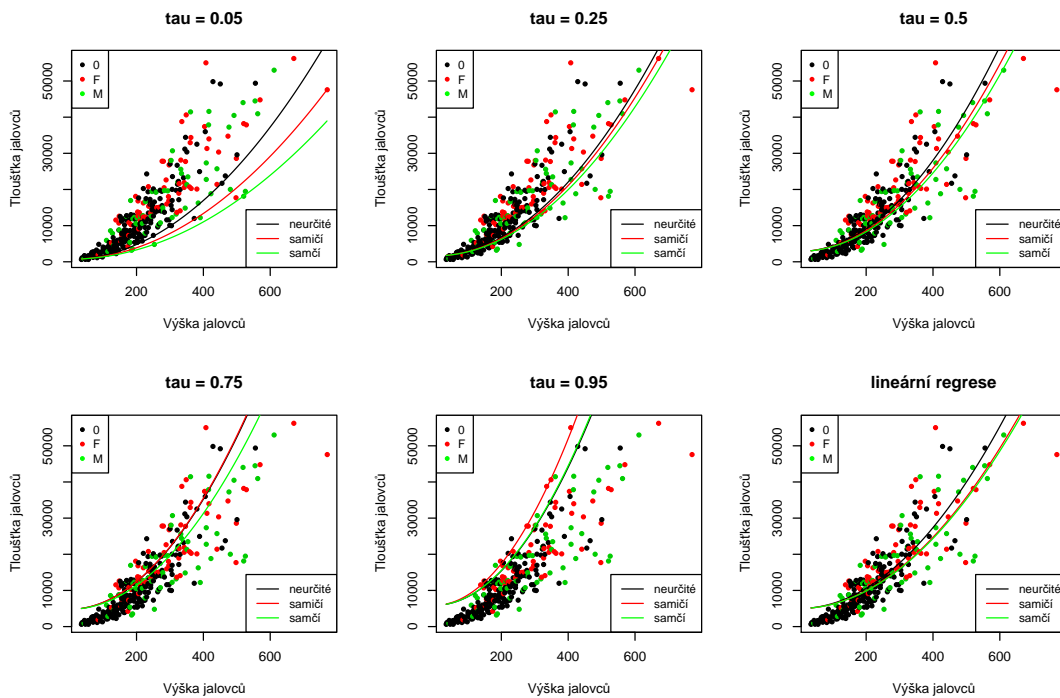 tau = 0.05
Tloušťka jalovců
0 10000 30000 50000
0
F
M
neurčité
samičí
samčí
200 400 600
Výška jalovců
tau = 0.25
Tloušťka jalovců
0 10000 30000 50000
0
F
M
neurčité
samičí
samčí
200 400 600
Výška jalovců
tau = 0.5
Tloušťka jalovců
0 10000 30000 50000
0
F
M
neurčité
samičí
samčí
200 400 600
Výška jalovců
tau = 0.75
Tloušťka jalovců
0 10000 30000 50000
0
F
M
neurčité
samičí
samčí
200 400 600
Výška jalovců
tau = 0.95
Tloušťka jalovců
0 10000 30000 50000
0
F
M
neurčité
samičí
samčí
200 400 600
Výška jalovců
lineární regrese
Tloušťka jalovců
0 10000 30000 50000
0
F
M
neurčité
samičí
samčí
200 400 600
Výška jalovců